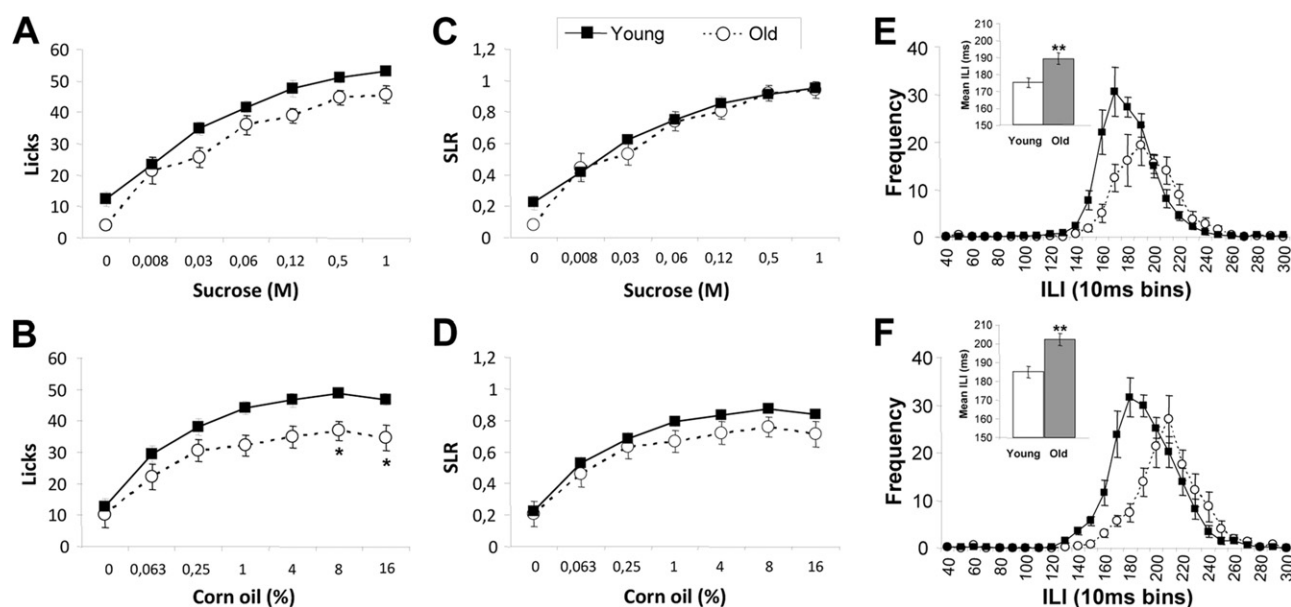 A
C
E
Young
Old
Licks
60
50
40
30
20
10
0
0 0,008 0,03 0,06 0,12 0,5 1
Sucrose (M)
SLR
1,2
1
0,8
0,6
0,4
0,2
0
0 0,008 0,03 0, 06 0,12 0,5 1
Sucrose (M)
Frequency
40
30
20
10
0
Mean ILI (ms)
210
200
190
180
170
160
150
**
Young Old
40 60 80 100 120 140 160 180 200 220 240 260 280 300
ILI (10ms bins)
B
D
F
Licks
60
50
40
30
20
10
0
* *
0 0,063 0,25 1 4 8 16
Corn oil (%)
SLR
1,2
1
0,8
0,6
0,4
0,2
0
0 0,063 0,25 1 4 8 16
Corn oil (%)
Frequency
40
30
20
10
0
Mean ILI (ms)
210
200
190
180
170
160
150
**
Young Old
40 60 80 100 120 140 160 180 200 220 240 260 280 300
ILI (10ms bins)